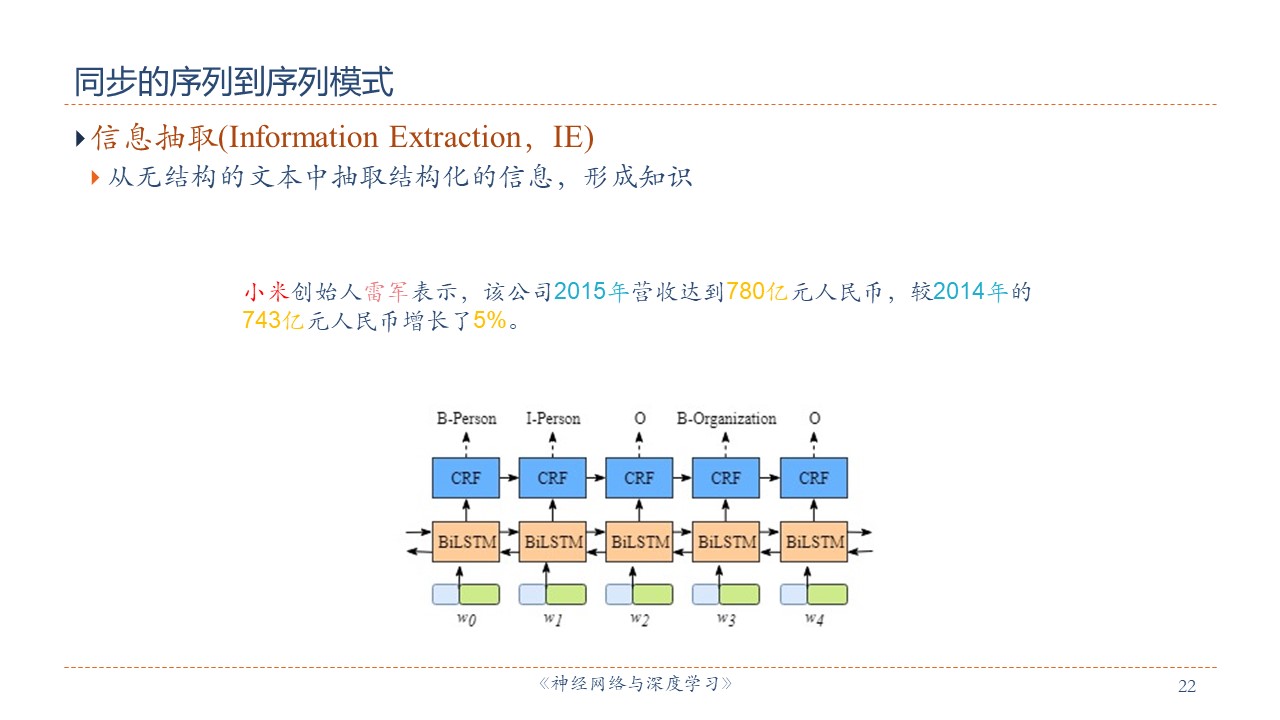 同步的序列到序列模式
信息抽取(Information Extraction，IE)
从无结构的文本中抽取结构化的信息，形成知识
小米创始人雷军表示，该公司2015年营收达到780亿元人民币，较2014年的
743亿元人民币增长了5%。
B-Person I-Person O B-Organization O
CRF CRF CRF CRF CRF
BiLSTM BiLSTM BiLSTM BiLSTM BiLSTM
w0 w1 w2 w3 w4
《神经网络与深度学习》 22